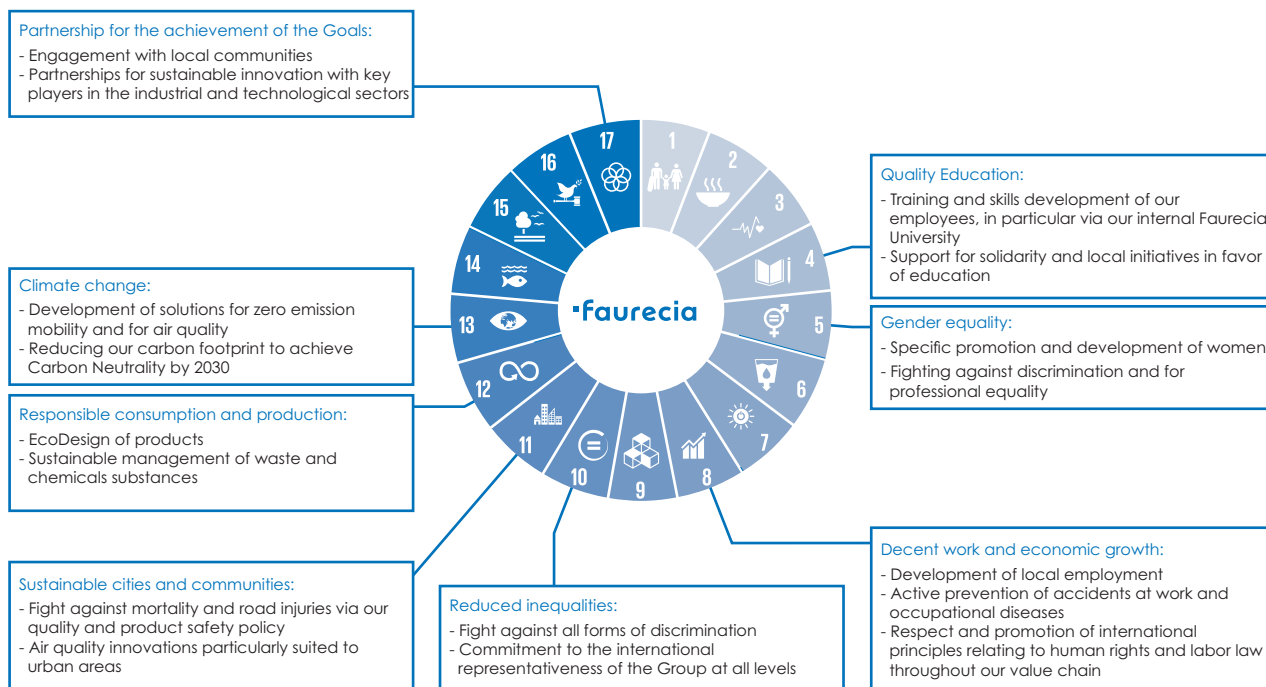 Partnership for the achievement of the Goals:
- Engagement with local communities
- Partnerships for sustainable innovation with key
players in the industrial and technological sectors
Climate change:
- Development of solutions for zero emission
mobility and for air quality
- Reducing our carbon footprint to achieve
Carbon Neutrality by 2030
Responsible consumption and production:
- EcoDesign of products
- Sustainable management of waste and
chemicals substances
Sustainable cities and communities:
- Fight against mortality and road injuries via our
quality and product safety policy
- Air quality innovations particularly suited to
urban areas
1
2
3
4
5
6
7
8
9
10
11
12
13
14
15
16
17
faurecia
Reduced inequalities:
- Fight against all forms of discrimination
- Commitment to the international
representativeness of the Group at all levels
Quality Education:
- Training and skills development of our
employees, in particular via our internal Faurecia
University
- Support for solidarity and local initiatives in favor
of education
Gender equality:
- Specific promotion and development of women
- Fighting against discrimination and for
professional equality
Decent work and economic growth:
- Development of local employment
- Active prevention of accidents at work and
occupational diseases
- Respect and promotion of international
principles relating to human rights and labor law
throughout our value chain